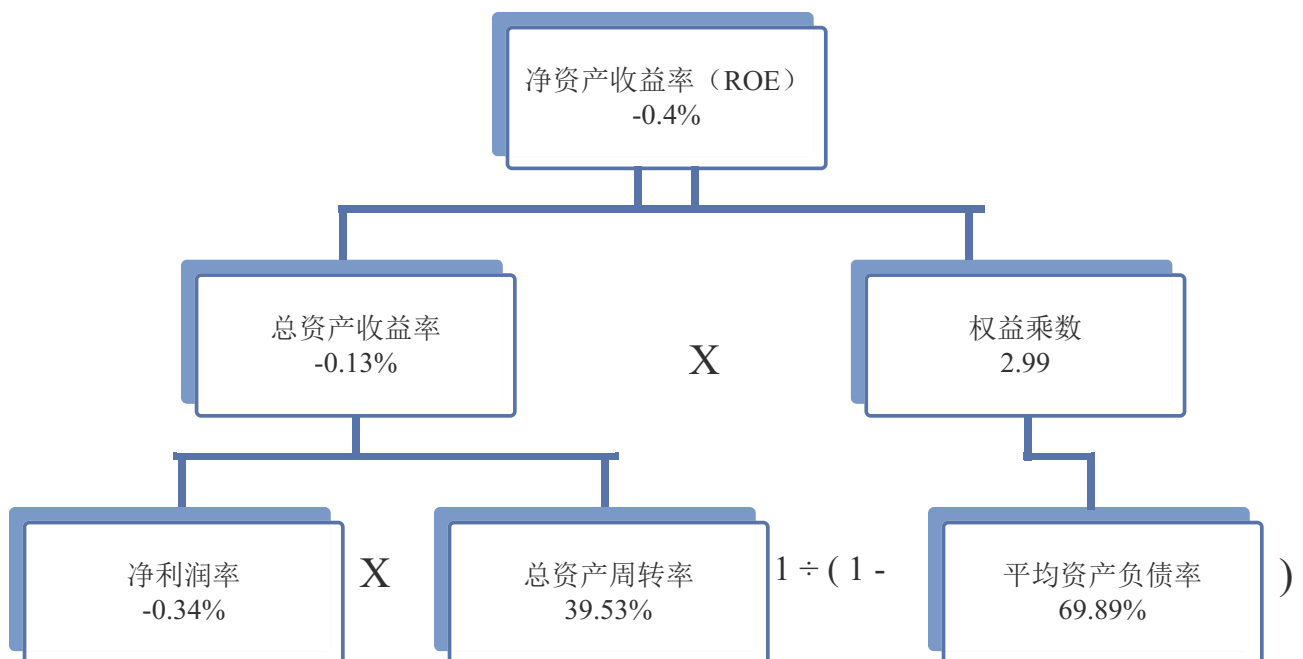 净资产收益率（ROE）
-0.4%
总资产收益率
-0.13%
X
权益乘数
2.99
净利润率
-0.34%
X
总资产周转率
39.53%
1 ÷ ( 1 -
平均资产负债率
69.89%
)